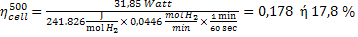 η_cell^500 = 31,85 Watt / (241.826 J/mol H₂ × 0,0446 mol H₂/min × 1 min/60 sec) = 0,178 ή 17,8 %